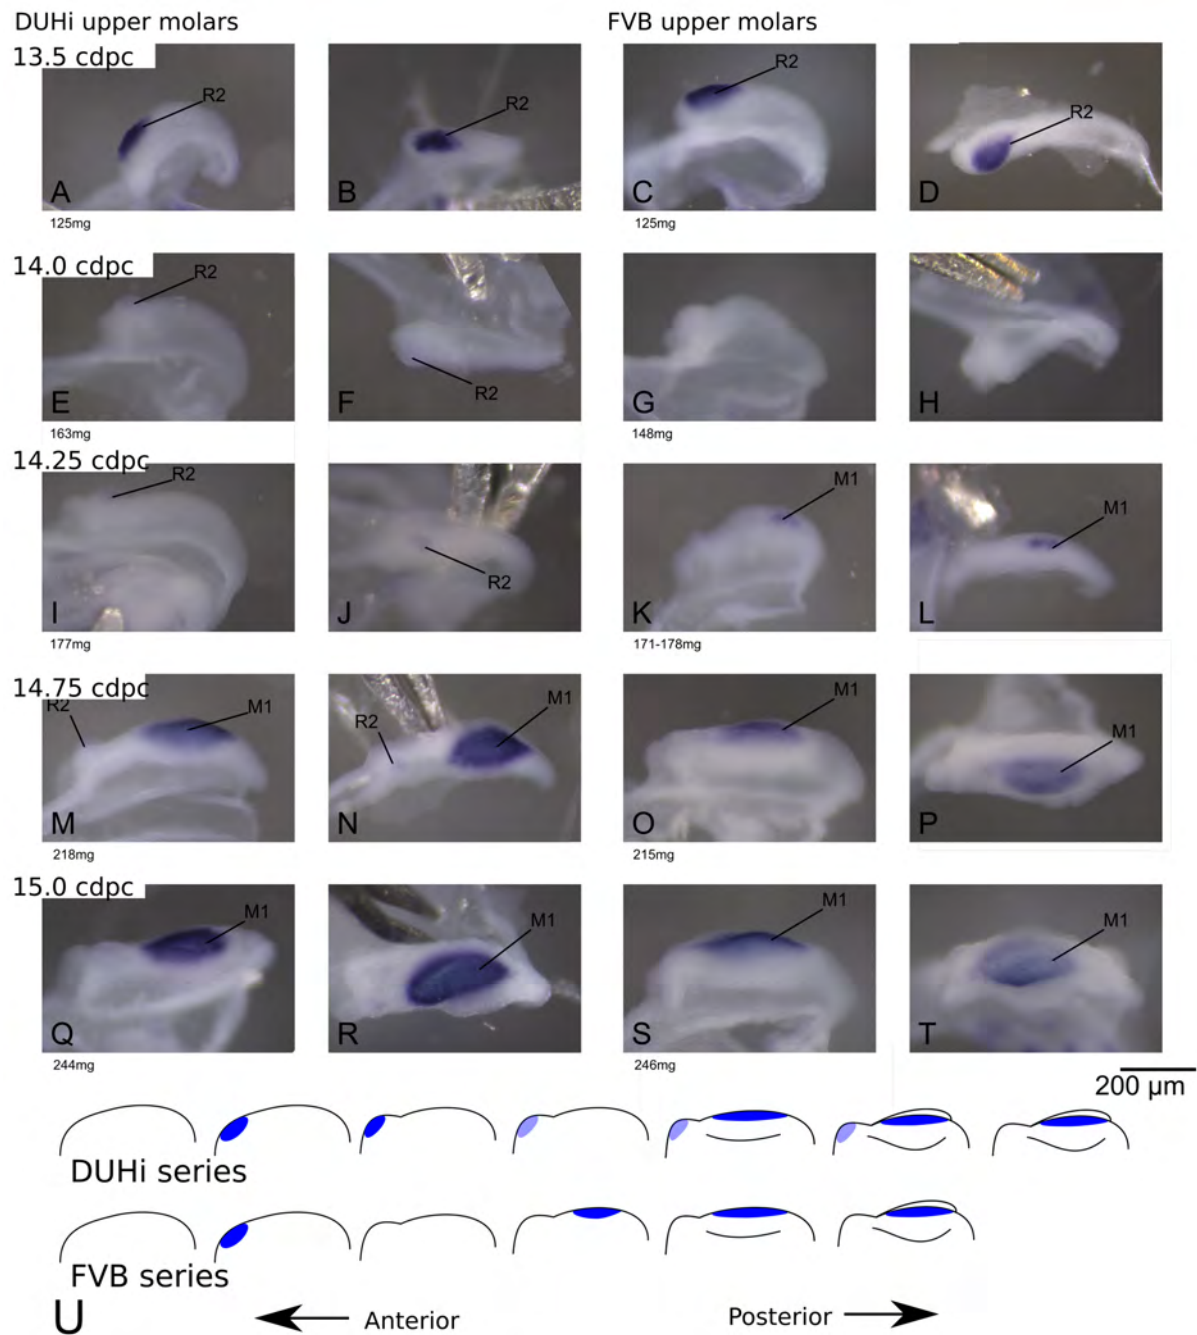 DUHi upper molars
FVB upper molars
13.5 cdpc
R2
R2
R2
R2
A
B
C
D
125mg
125mg
14.0 cdpc
R2
R2
E
F
G
H
163mg
148mg
14.25 cdpc
R2
R2
M1
M1
I
J
K
L
177mg
171-178mg
14.75 cdpc
R2
M1
R2
M1
M1
M1
M
N
O
P
218mg
215mg
15.0 cdpc
M1
M1
M1
M1
Q
R
S
T
244mg
246mg
200 µm
DUHi series
FVB series
U
Anterior
Posterior